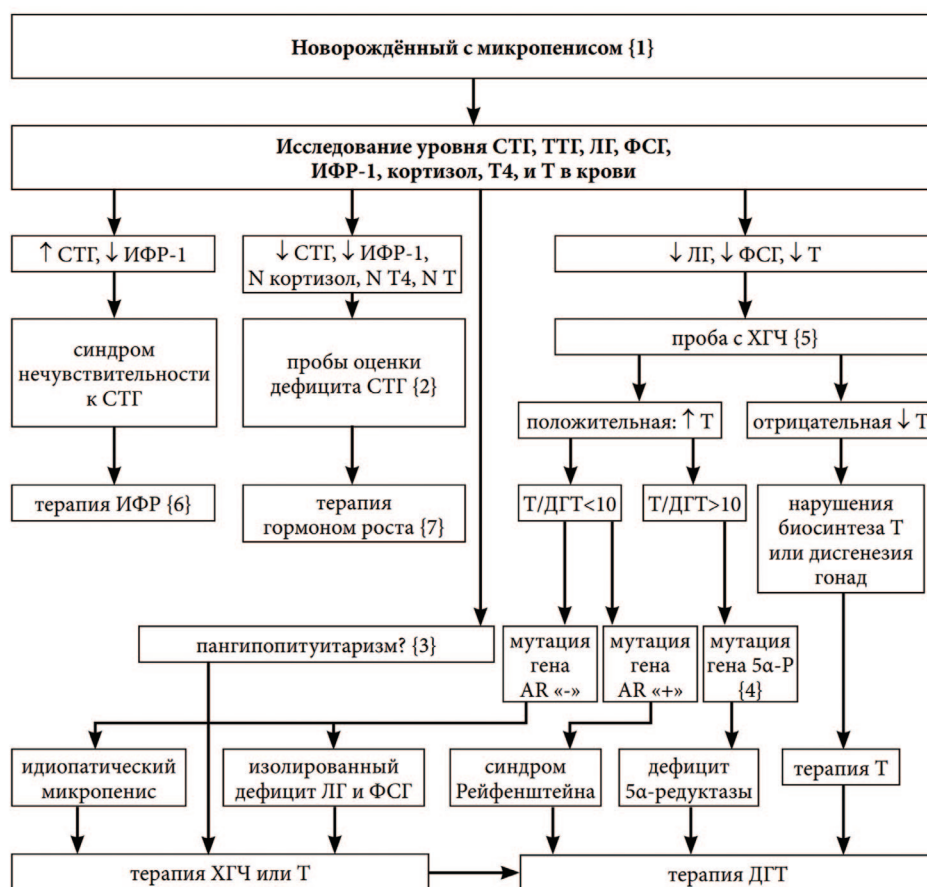 Новорождённый с микропенисом {1}
Исследование уровня СТГ, ТТГ, ЛГ, ФСГ,
ИФР-1, кортизол, Т4, и Т в крови
↑ СТГ, ↓ ИФР-1
↓ СТГ, ↓ ИФР-1,
N кортизол, N Т4, N Т
↓ ЛГ, ↓ ФСГ, ↓ Т
синдром
нечувствительности
к СТГ
пробы оценки
дефицита СТГ {2}
проба с ХГЧ {5}
положительная: ↑ Т
отрицательная ↓ Т
терапия ИФР {6}
терапия
гормоном роста {7}
Т/ДГТ<10
Т/ДГТ>10
нарушения
биосинтеза Т
или дисгенезия
гонад
пангипопитуитаризм? {3}
мутация
гена
AR «-»
мутация
гена
AR «+»
мутация
гена 5α-Р
{4}
идиопатический
микропенис
изолированный
дефицит ЛГ и ФСГ
синдром
Рейфенштейна
дефицит
5α-редуктазы
терапия Т
терапия ХГЧ или Т
терапия ДГТ